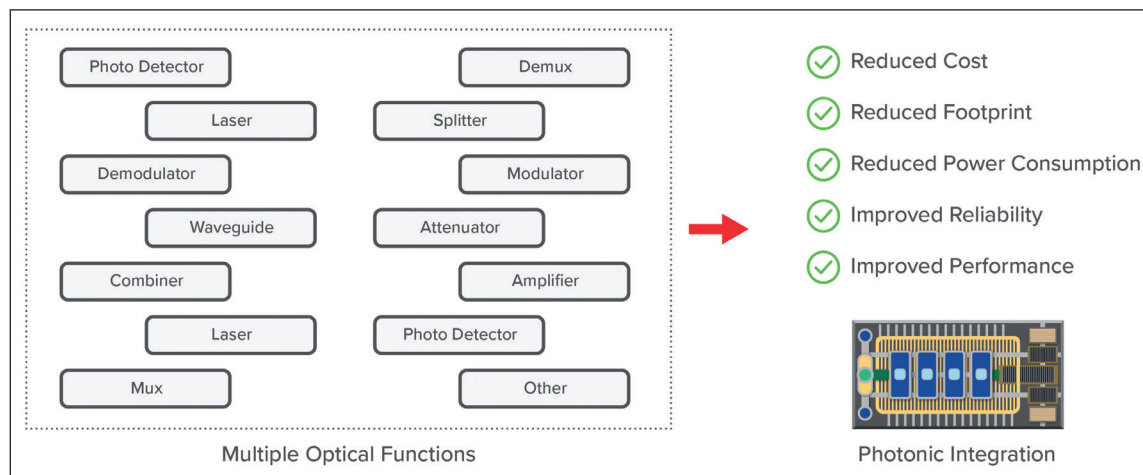 Photo Detector
Demux
Laser
Splitter
Demodulator
Modulator
Waveguide
Attenuator
Combiner
Amplifier
Laser
Photo Detector
Mux
Other
Multiple Optical Functions
Reduced Cost
Reduced Footprint
Reduced Power Consumption
Improved Reliability
Improved Performance
Photonic Integration